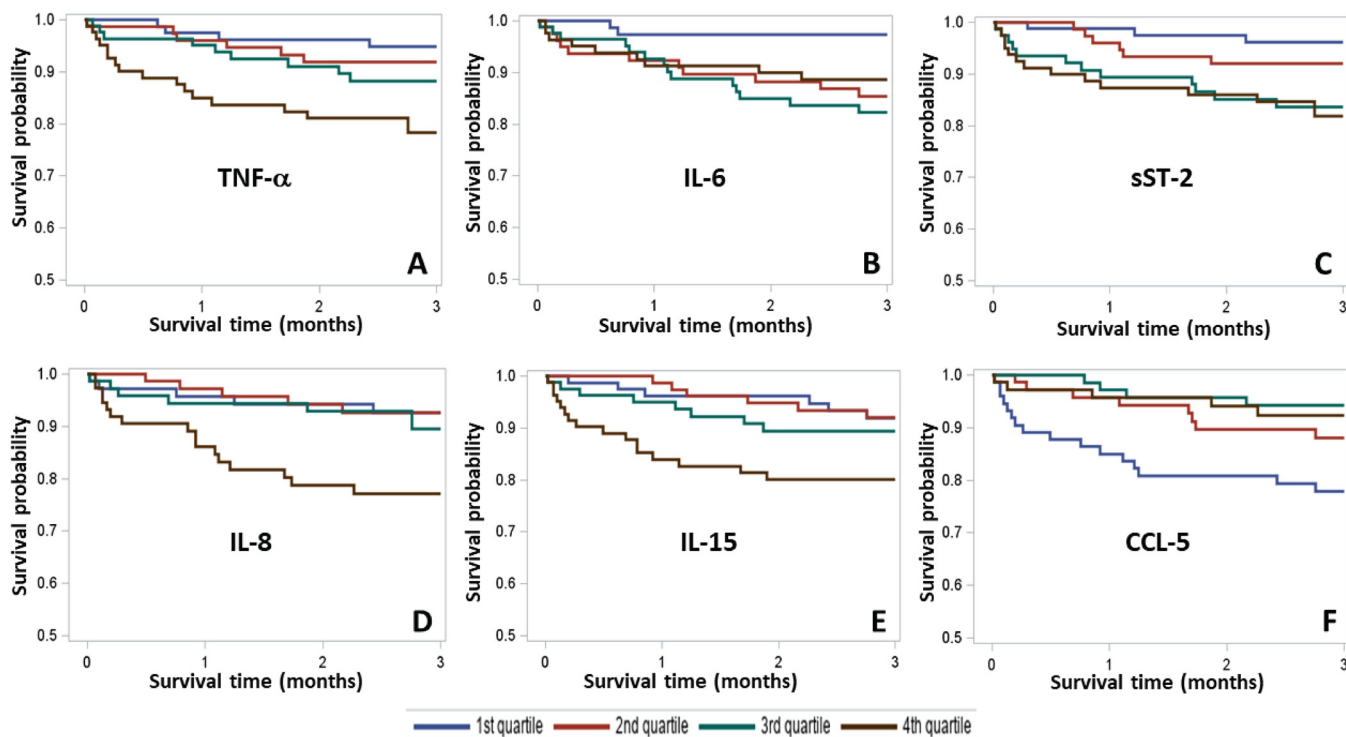 1.0
0.9
0.8
0.7
0.6
0.5
Survival probability
TNF-α
A
0 1 2 3
Survival time (months)
1.0
0.9
0.8
0.7
0.6
0.5
Survival probability
IL-6
B
0 1 2 3
Survival time (months)
1.0
0.9
0.8
0.7
0.6
0.5
Survival probability
sST-2
C
0 1 2 3
Survival time (months)
1.0
0.9
0.8
0.7
0.6
0.5
Survival probability
IL-8
D
0 1 2 3
Survival time (months)
1.0
0.9
0.8
0.7
0.6
0.5
Survival probability
IL-15
E
0 1 2 3
Survival time (months)
1.0
0.9
0.8
0.7
0.6
0.5
Survival probability
CCL-5
F
0 1 2 3
Survival time (months)
1st quartile 2nd quartile 3rd quartile 4th quartile